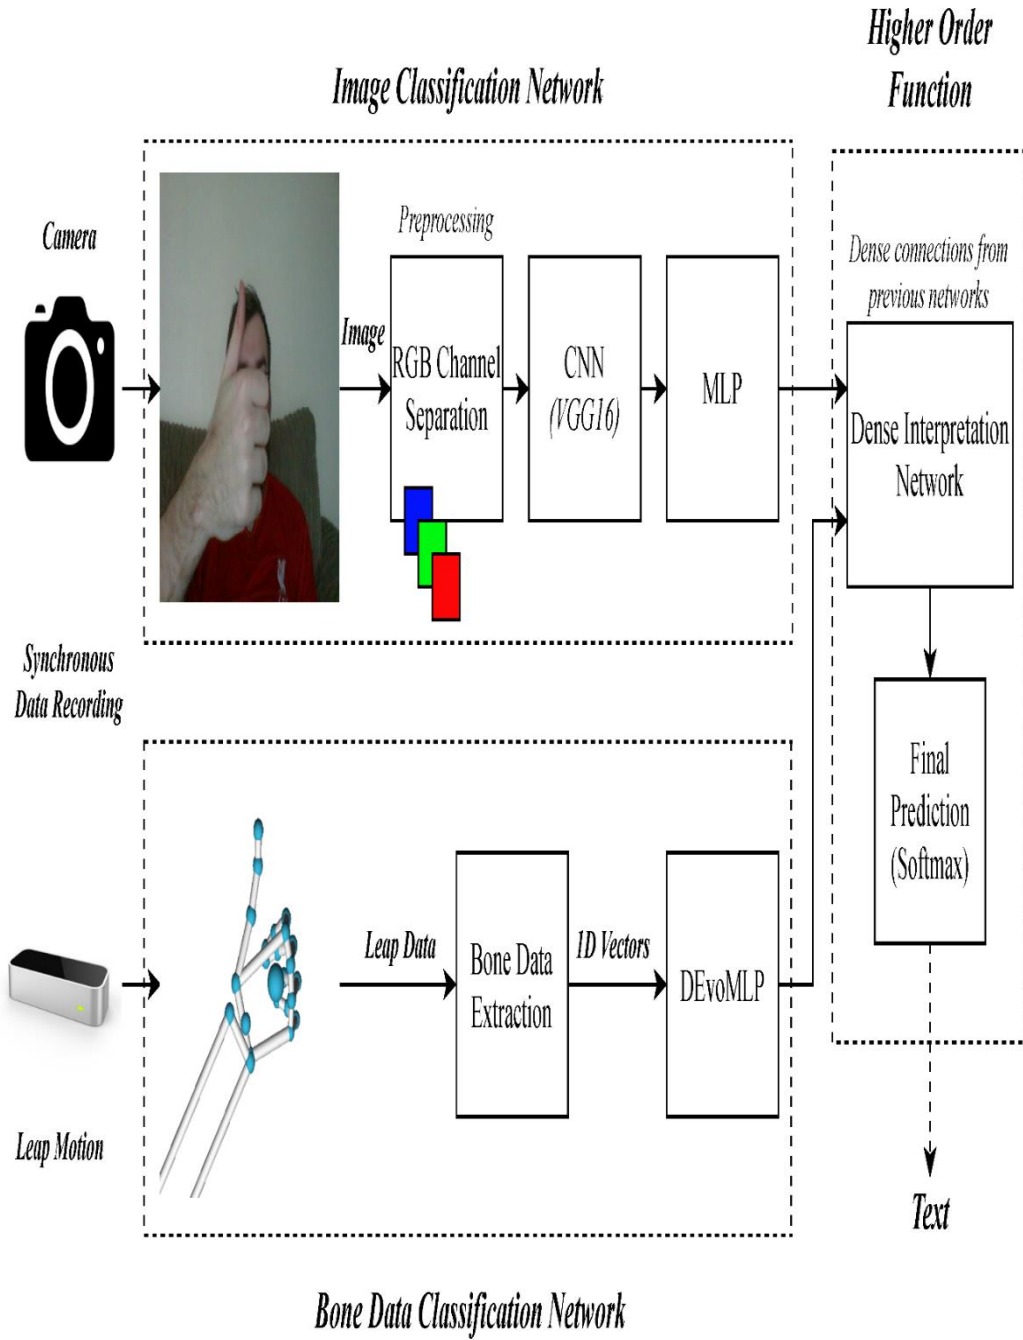 Higher Order
Function
Image Classification Network
Camera
Preprocessing
Dense connections from
previous networks
Image
RGB Channel
Separation
CNN
(VGG16)
MLP
Dense Interpretation
Network
Synchronous
Data Recording
Final
Prediction
(Softmax)
Leap Data
Bone Data
Extraction
1D Vectors
DEvoMLP
Leap Motion
Text
Bone Data Classification Network